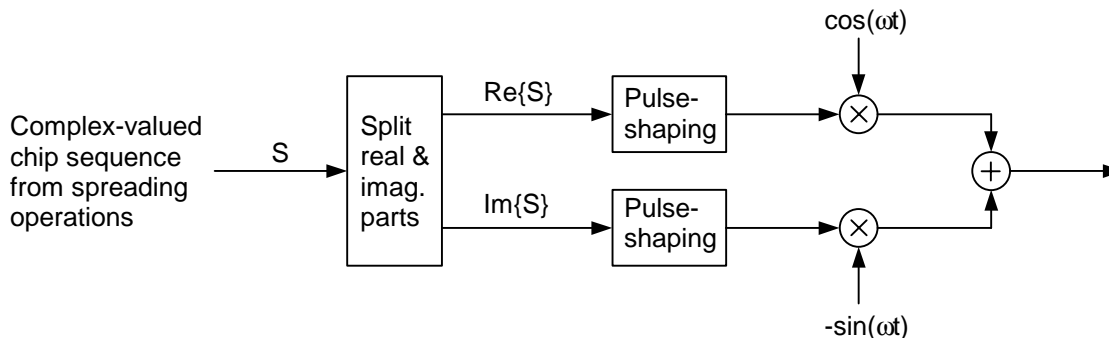 cos(ωt)
Complex-valued
chip sequence
from spreading
operations
S
Split
real &
imag.
parts
Re{S}
Pulse-
shaping
Im{S}
Pulse-
shaping
-sin(ωt)